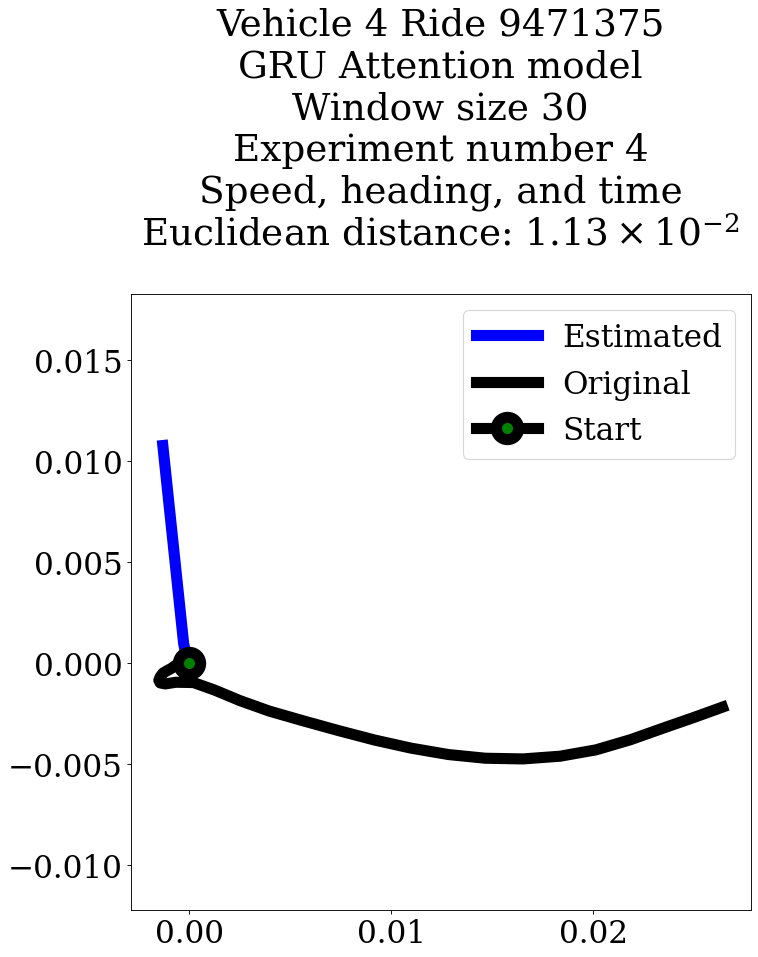 Vehicle 4 Ride 9471375
GRU Attention model
Window size 30
Experiment number 4
Speed, heading, and time
Euclidean distance: 1.13 × 10⁻²
Estimated
Original
Start
0.015
0.010
0.005
0.000
−0.005
−0.010
0.00 0.01 0.02